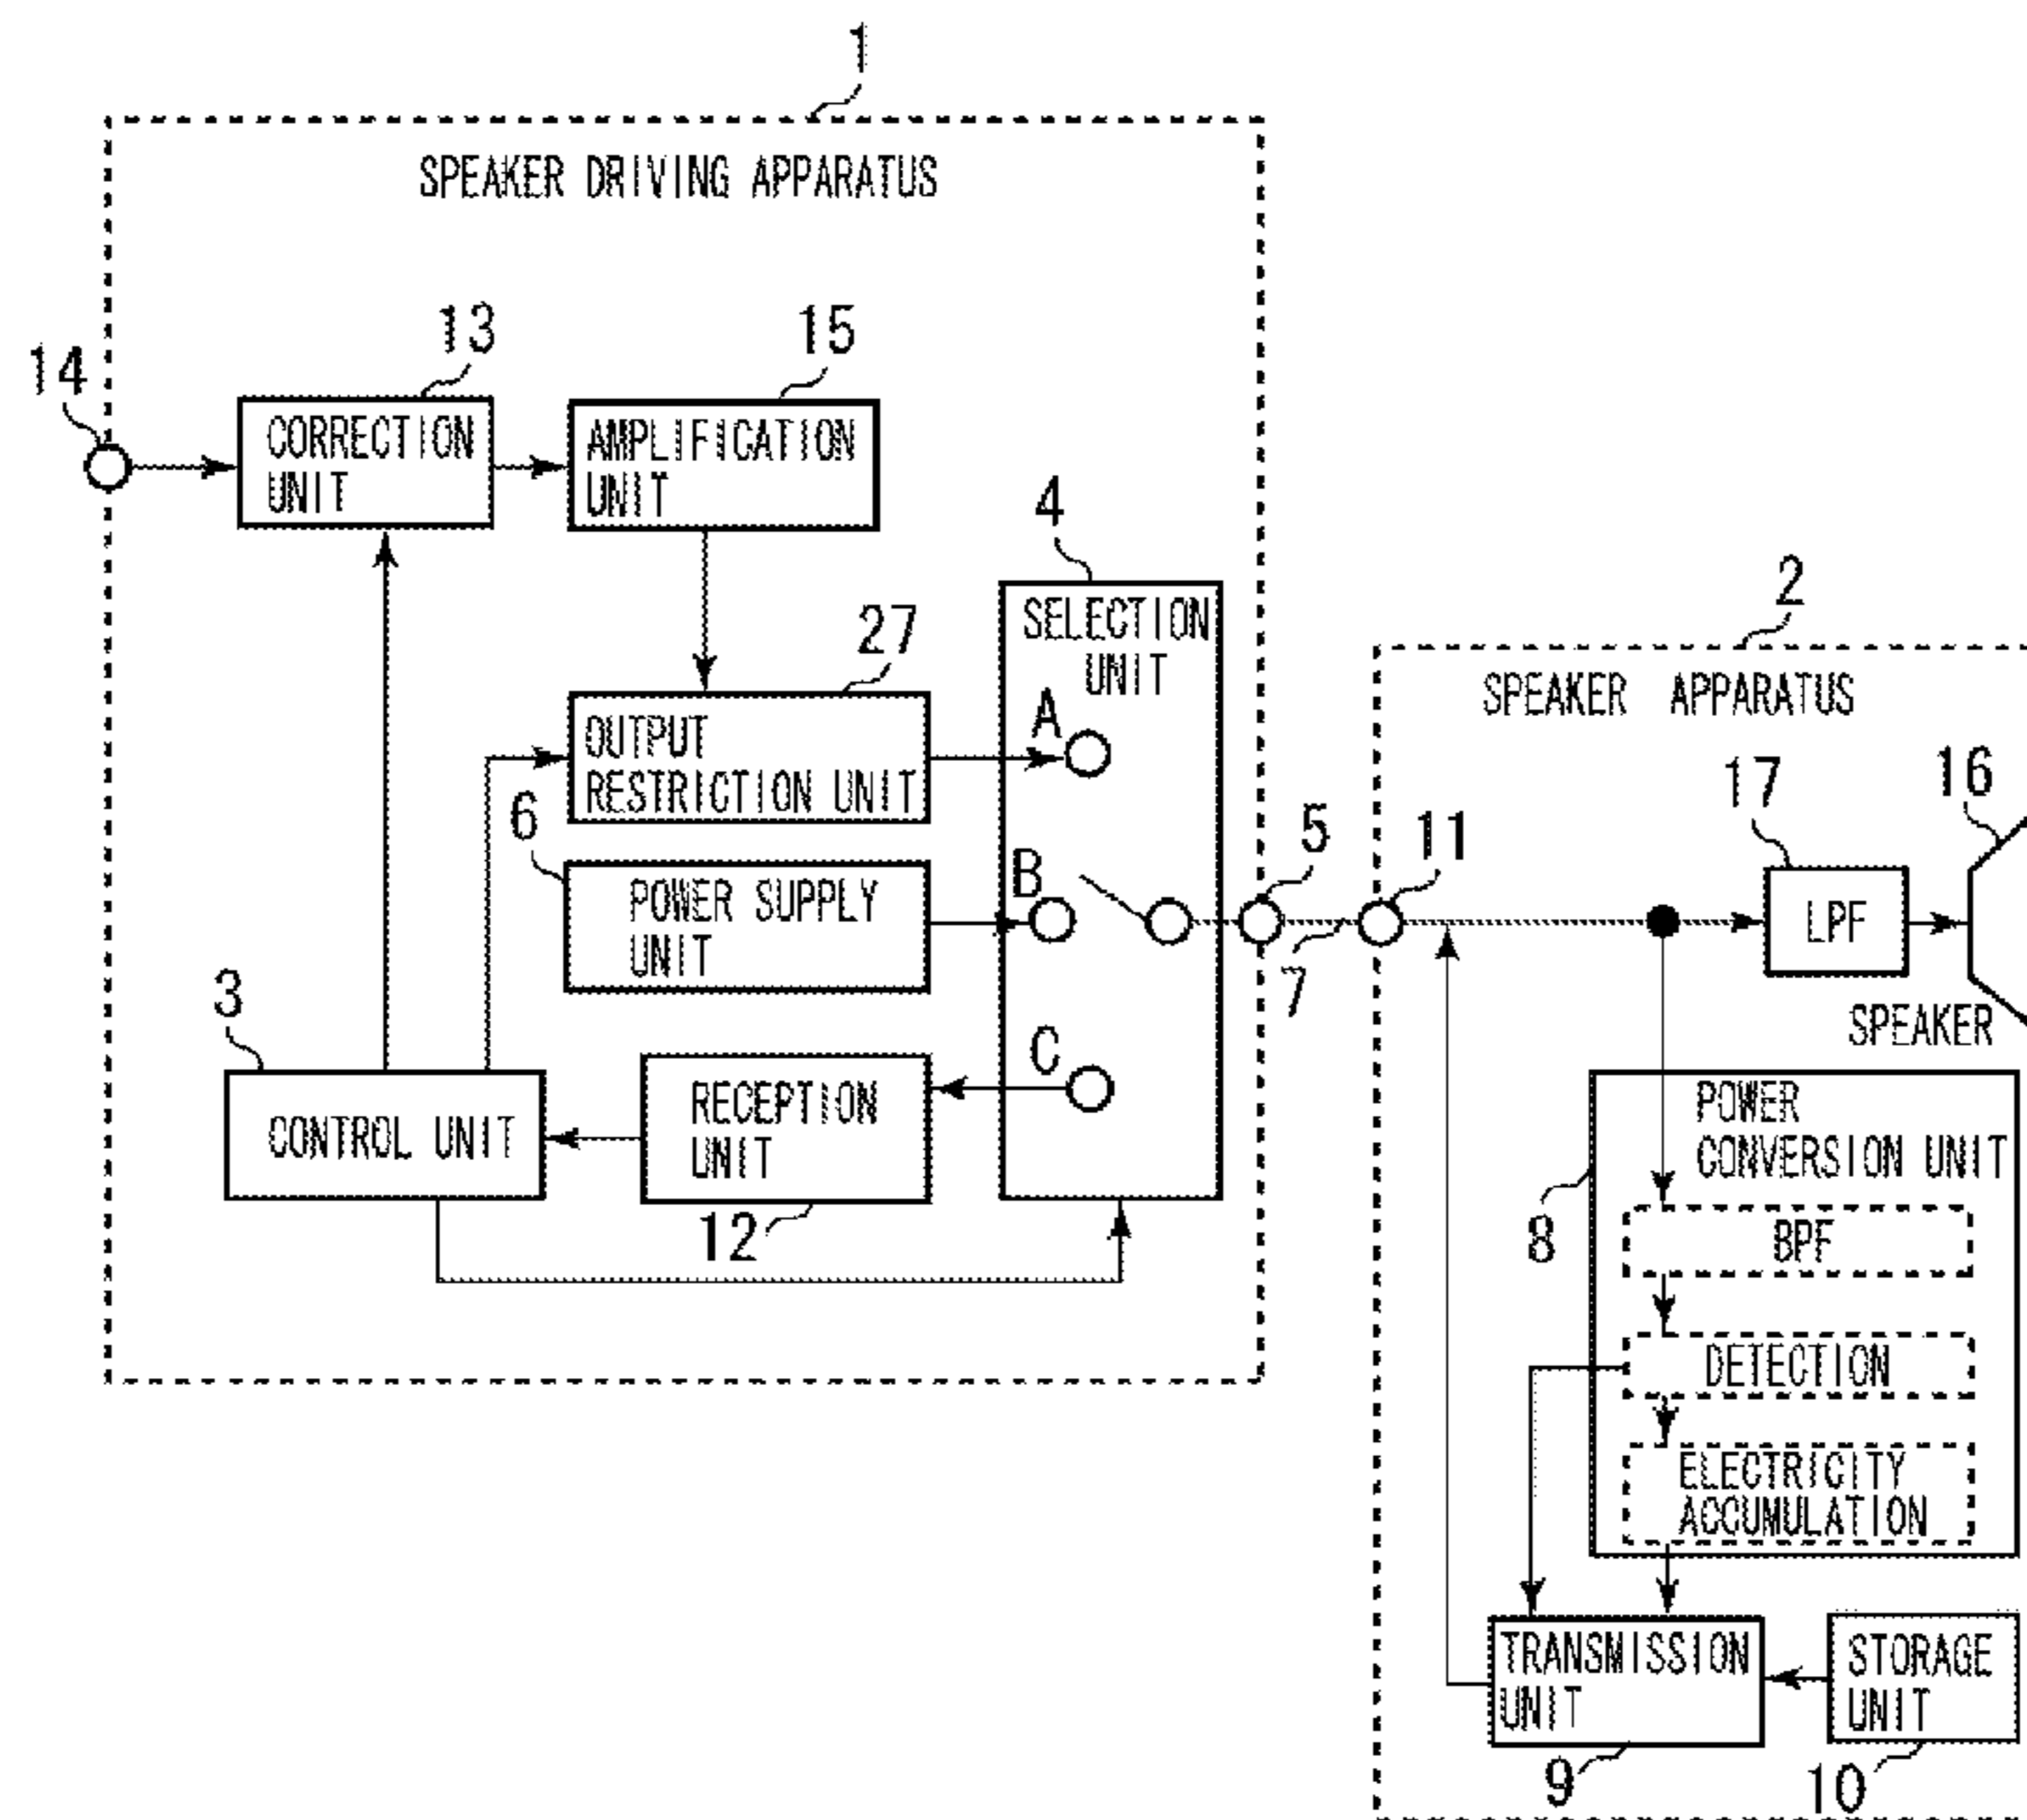 1
SPEAKER DRIVING APPARATUS
13
15
14
CORRECTION
UNIT
AMPLIFICATION
UNIT
4
SELECTION
UNIT
27
OUTPUT
RESTRICTION UNIT
A
6
POWER SUPPLY
UNIT
B
5
3
CONTROL UNIT
RECEPTION
UNIT
C
12
7
2
SPEAKER APPARATUS
11
17
16
LPF
SPEAKER
POWER
CONVERSION UNIT
8
BPF
DETECTION
ELECTRICITY
ACCUMULATION
TRANSMISSION
UNIT
STORAGE
UNIT
9
10